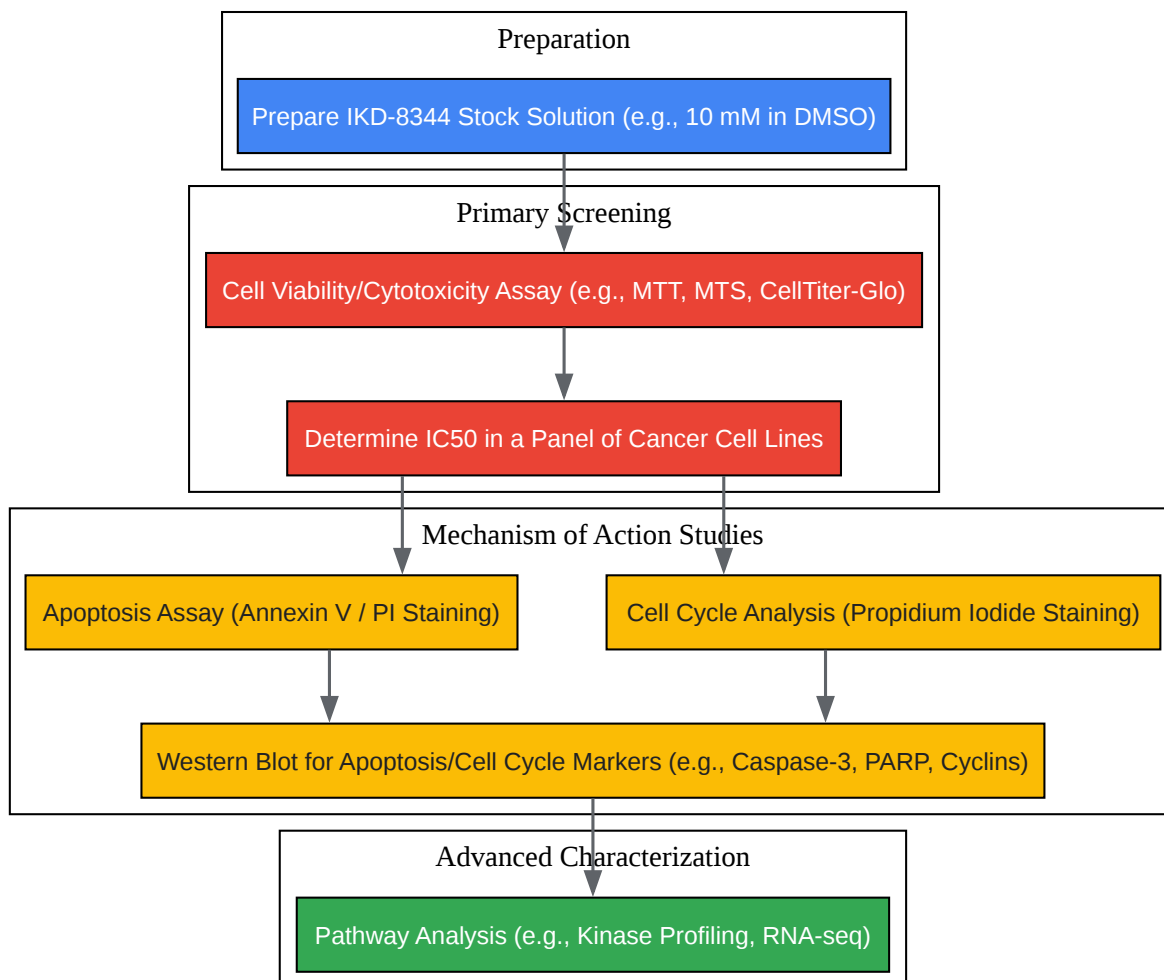 Preparation
Prepare IKD-8344 Stock Solution (e.g., 10 mM in DMSO)
Primary Screening
Cell Viability/Cytotoxicity Assay (e.g., MTT, MTS, CellTiter-Glo)
Determine IC50 in a Panel of Cancer Cell Lines
Mechanism of Action Studies
Apoptosis Assay (Annexin V / PI Staining)
Cell Cycle Analysis (Propidium Iodide Staining)
Western Blot for Apoptosis/Cell Cycle Markers (e.g., Caspase-3, PARP, Cyclins)
Advanced Characterization
Pathway Analysis (e.g., Kinase Profiling, RNA-seq)